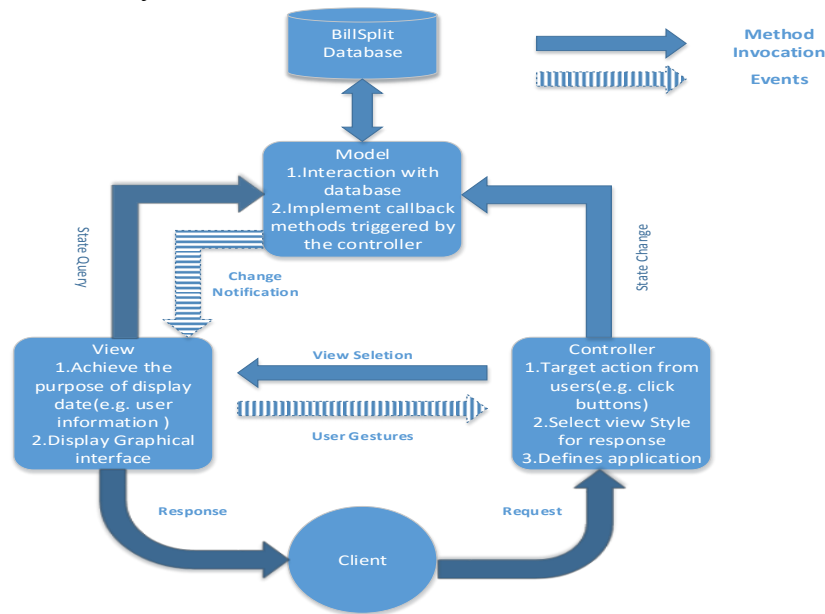 BillSplit
Database
Method
Invocation
Events
Model
1.Interaction with
database
2.Implement callback
methods triggered by
the controller
State Query
Change
Notification
State Change
View
1.Achieve the
purpose of display
date(e.g. user
information )
2.Display Graphical
interface
View Seletion
User Gestures
Controller
1.Target action from
users(e.g. click
buttons)
2.Select view Style
for response
3.Defines application
Response
Request
Client